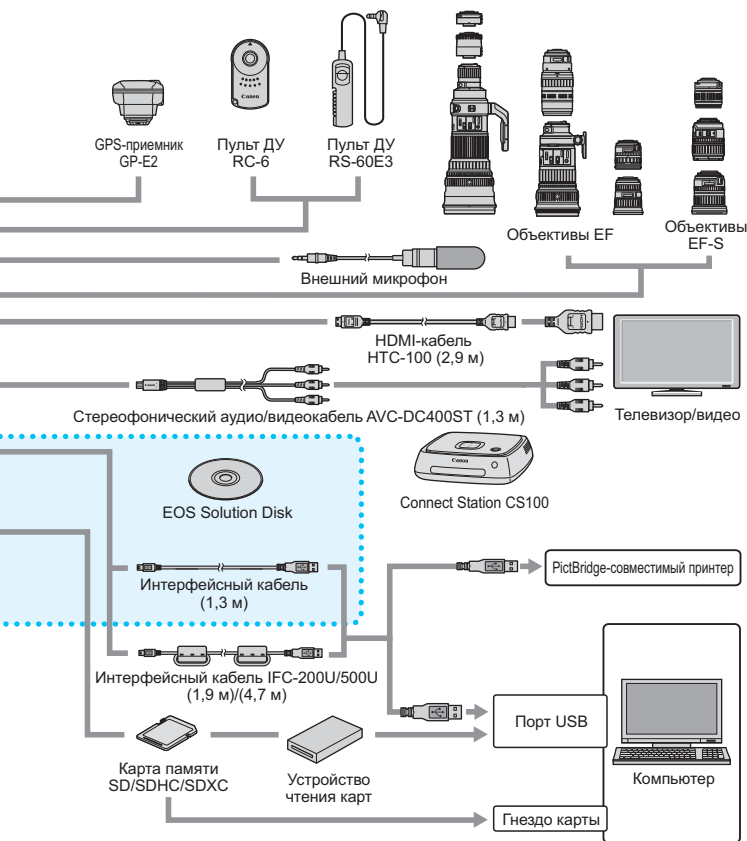 Canon
GPS-приемник
GP-E2
Пульт ДУ
RC-6
Пульт ДУ
RS-60E3
Объективы EF
Объективы
EF-S
Внешний микрофон
HDMI-кабель
HTC-100 (2,9 м)
Стереофонический аудио/видеокабель AVC-DC400ST (1,3 м)
Телевизор/видео
EOS Solution Disk
Canon
Connect Station CS100
Интерфейсный кабель
(1,3 м)
PictBridge-совместимый принтер
Интерфейсный кабель IFC-200U/500U
(1,9 м)/(4,7 м)
Порт USB
Карта памяти
SD/SDHC/SDXC
Устройство
чтения карт
Компьютер
Гнездо карты